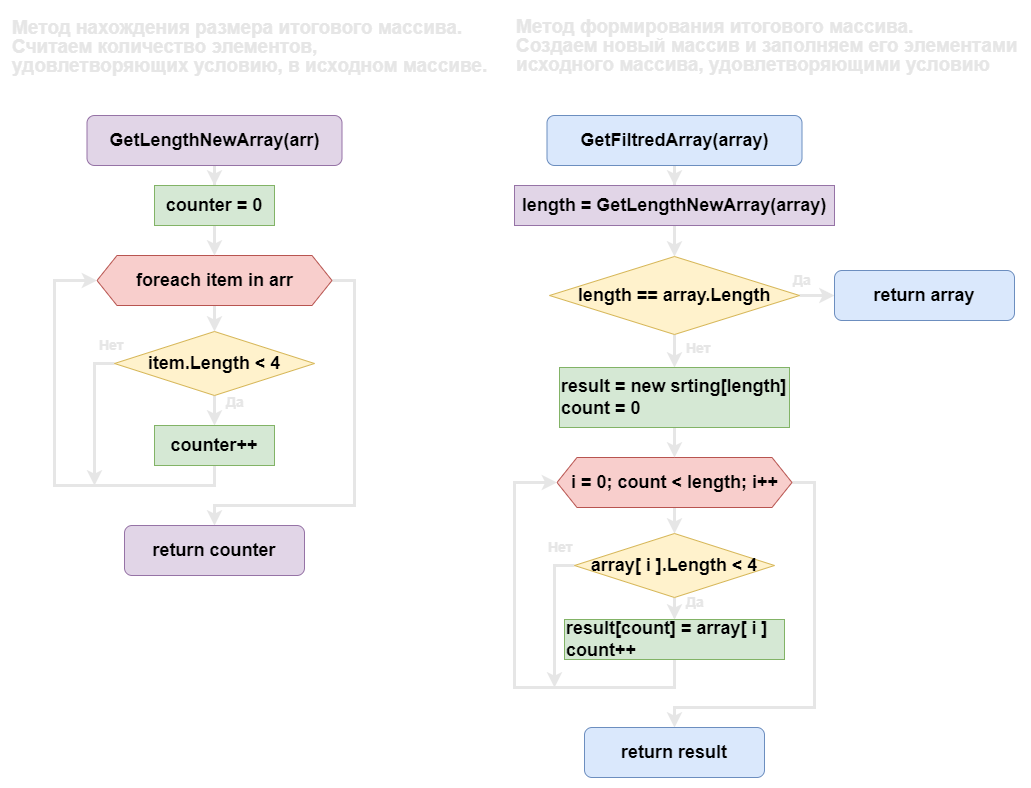 Метод нахождения размера итогового массива.
Считаем количество элементов,
удовлетворяющих условию, в исходном массиве.
GetLengthNewArray(arr)
counter = 0
foreach item in arr
Нет
item.Length < 4
Да
counter++
return counter
Метод формирования итогового массива.
Создаем новый массив и заполняем его элементами
исходного массива, удовлетворяющими условию
GetFiltredArray(array)
length = GetLengthNewArray(array)
length == array.Length
Да
return array
Нет
result = new srting[length]
count = 0
i = 0; count < length; i++
Нет
array[ i ].Length < 4
Да
result[count] = array[ i ]
count++
return result